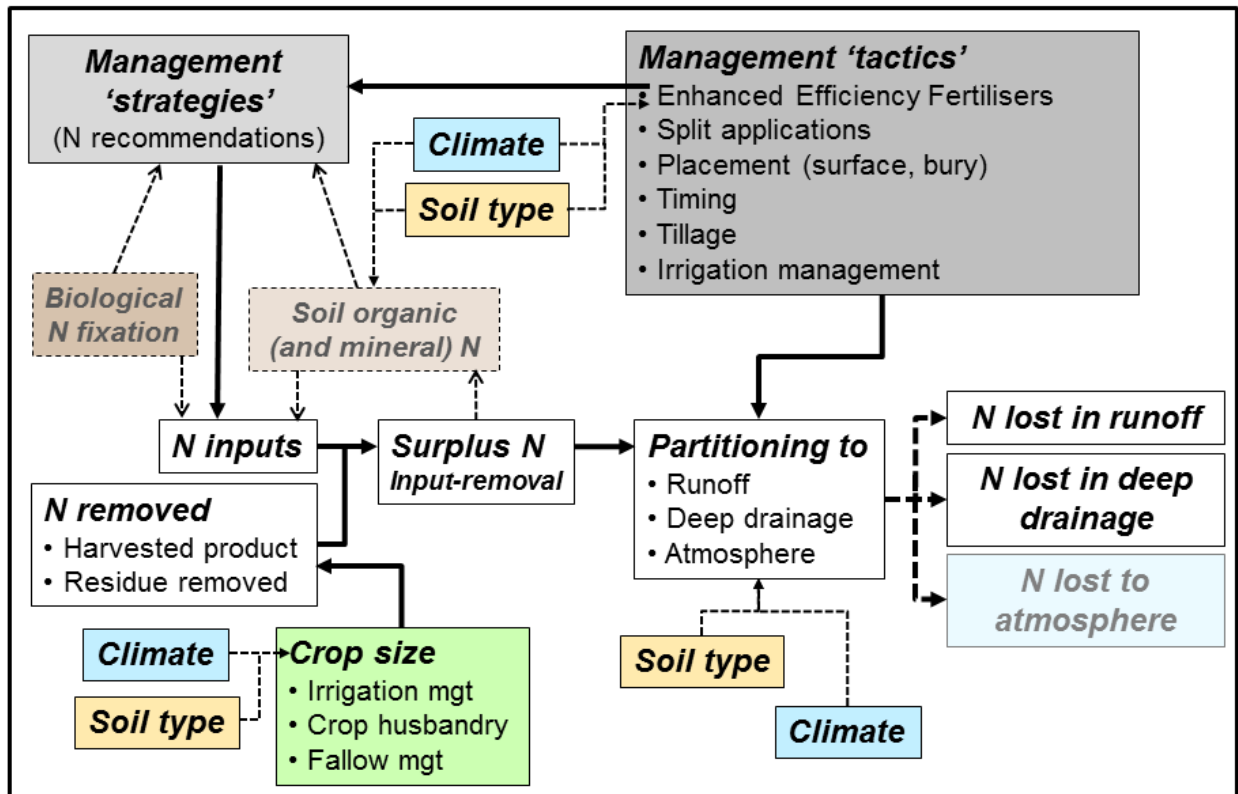 Management
‘strategies’
(N recommendations)
Management ‘tactics’
• Enhanced Efficiency Fertilisers
• Split applications
• Placement (surface, bury)
• Timing
• Tillage
• Irrigation management
Climate
Soil type
Biological
N fixation
Soil organic
(and mineral) N
N inputs
Surplus N
Input-removal
Partitioning to
• Runoff
• Deep drainage
• Atmosphere
N lost in runoff
N lost in deep
drainage
N lost to
atmosphere
N removed
• Harvested product
• Residue removed
Climate
Soil type
Crop size
• Irrigation mgt
• Crop husbandry
• Fallow mgt
Soil type
Climate